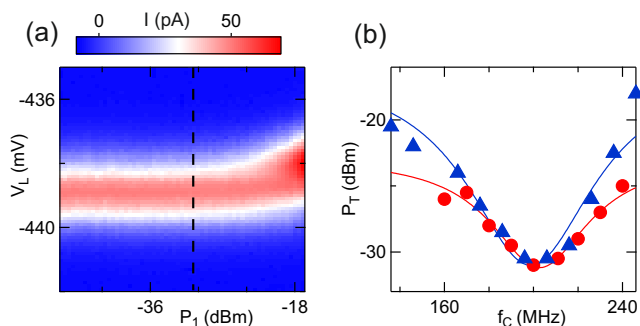 (a)
0 I (pA) 50
(b)
-436
-440
V_L (mV)
-36 P_1 (dBm) -18
-20
-30
P_T (dBm)
160 f_C (MHz) 240